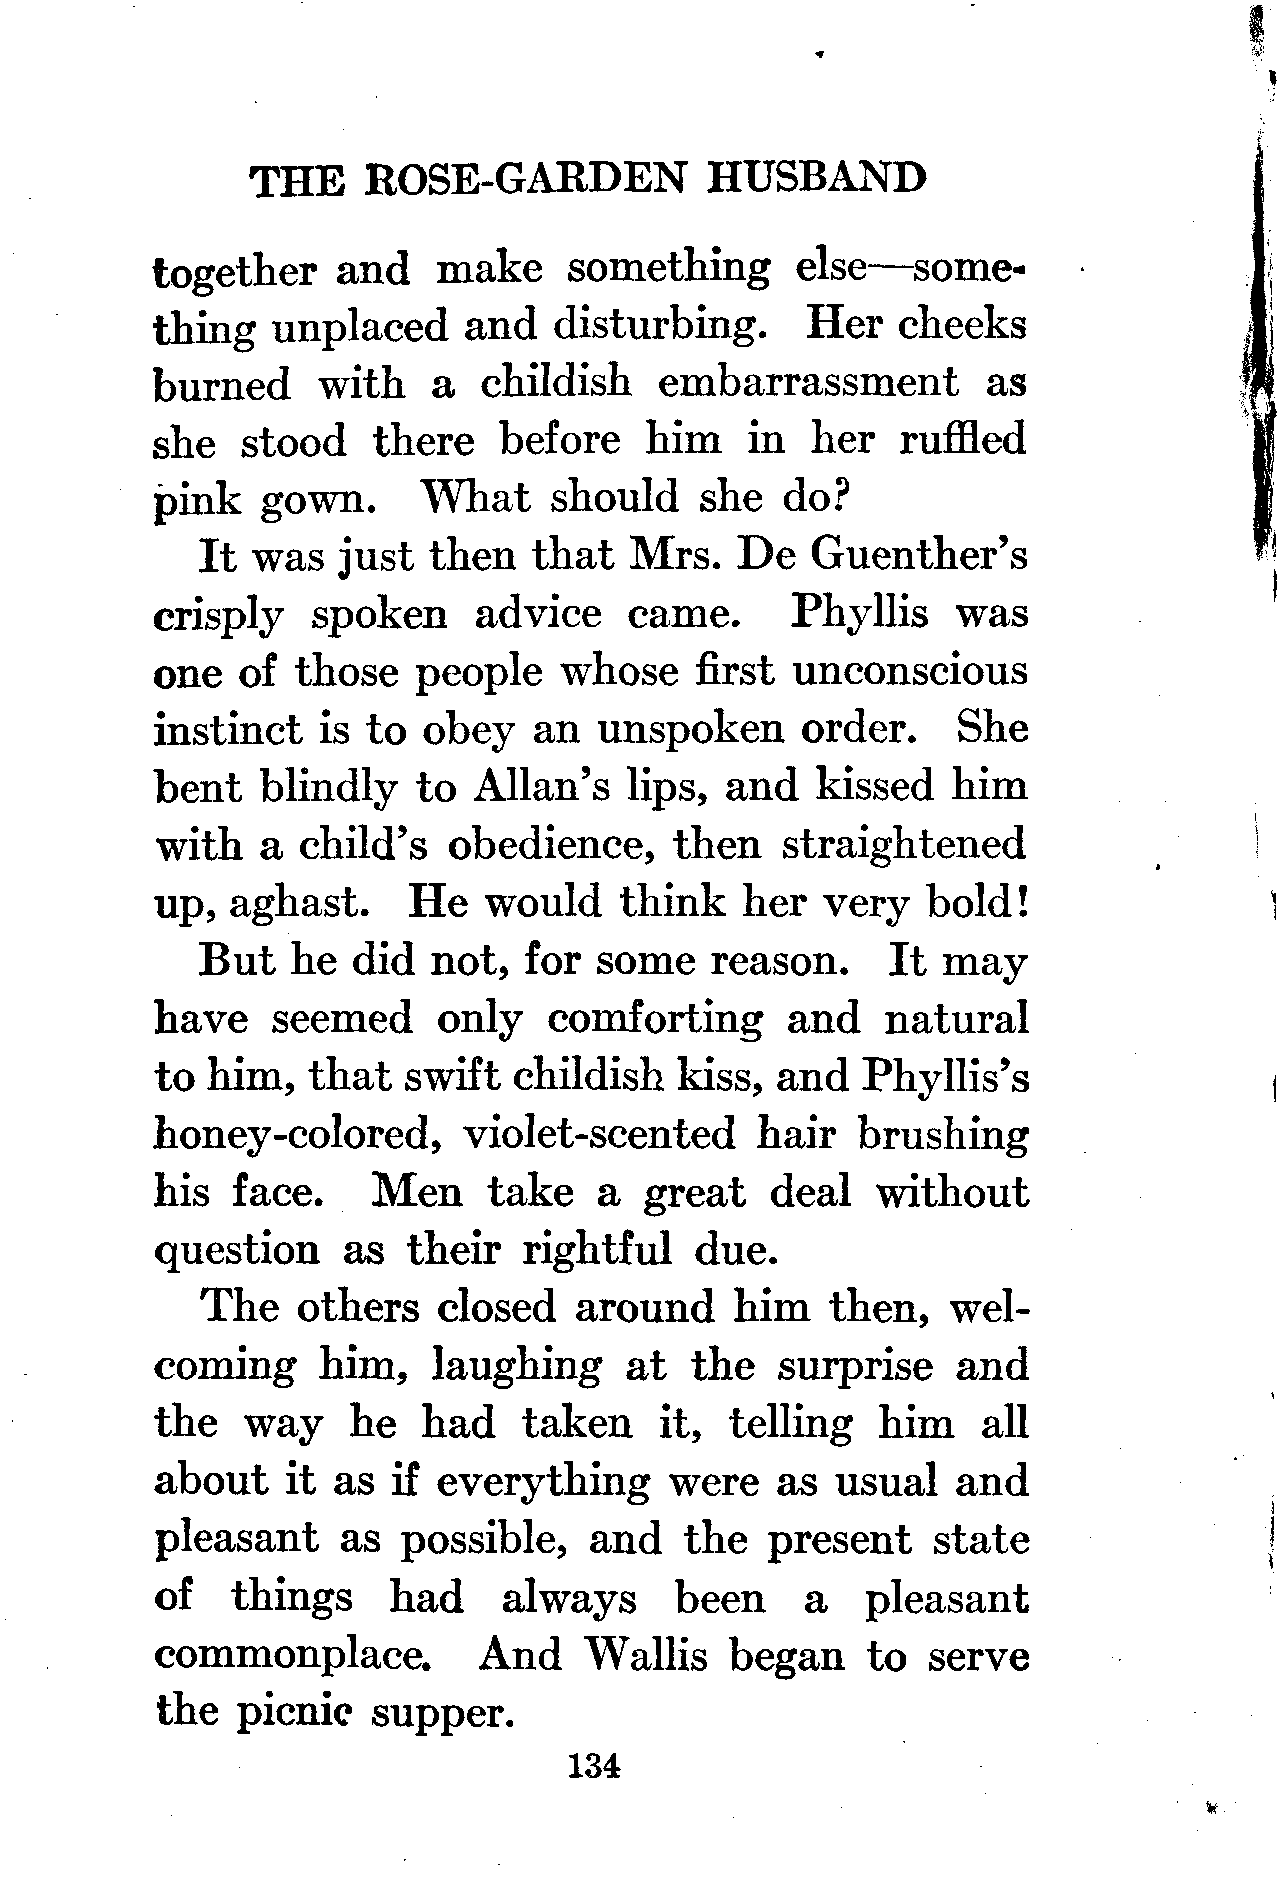 THE ROSE-GARDEN HUSBAND
together and make something else—some-
thing unplaced and disturbing. Her cheeks
burned with a childish embarrassment as
she stood there before him in her ruffled
pink gown. What should she do?
It was just then that Mrs. De Guenther's
crisply spoken advice came. Phyllis was
one of those people whose first unconscious
instinct is to obey an unspoken order. She
bent blindly to Allan's lips, and kissed him
with a child's obedience, then straightened
up, aghast. He would think her very bold!
But he did not, for some reason. It may
have seemed only comforting and natural
to him, that swift childish kiss, and Phyllis's
honey-colored, violet-scented hair brushing
his face. Men take a great deal without
question as their rightful due.
The others closed around him then, wel-
coming him, laughing at the surprise and
the way he had taken it, telling him all
about it as if everything were as usual and
pleasant as possible, and the present state
of things had always been a pleasant
commonplace. And Wallis began to serve
the picnic supper.
134